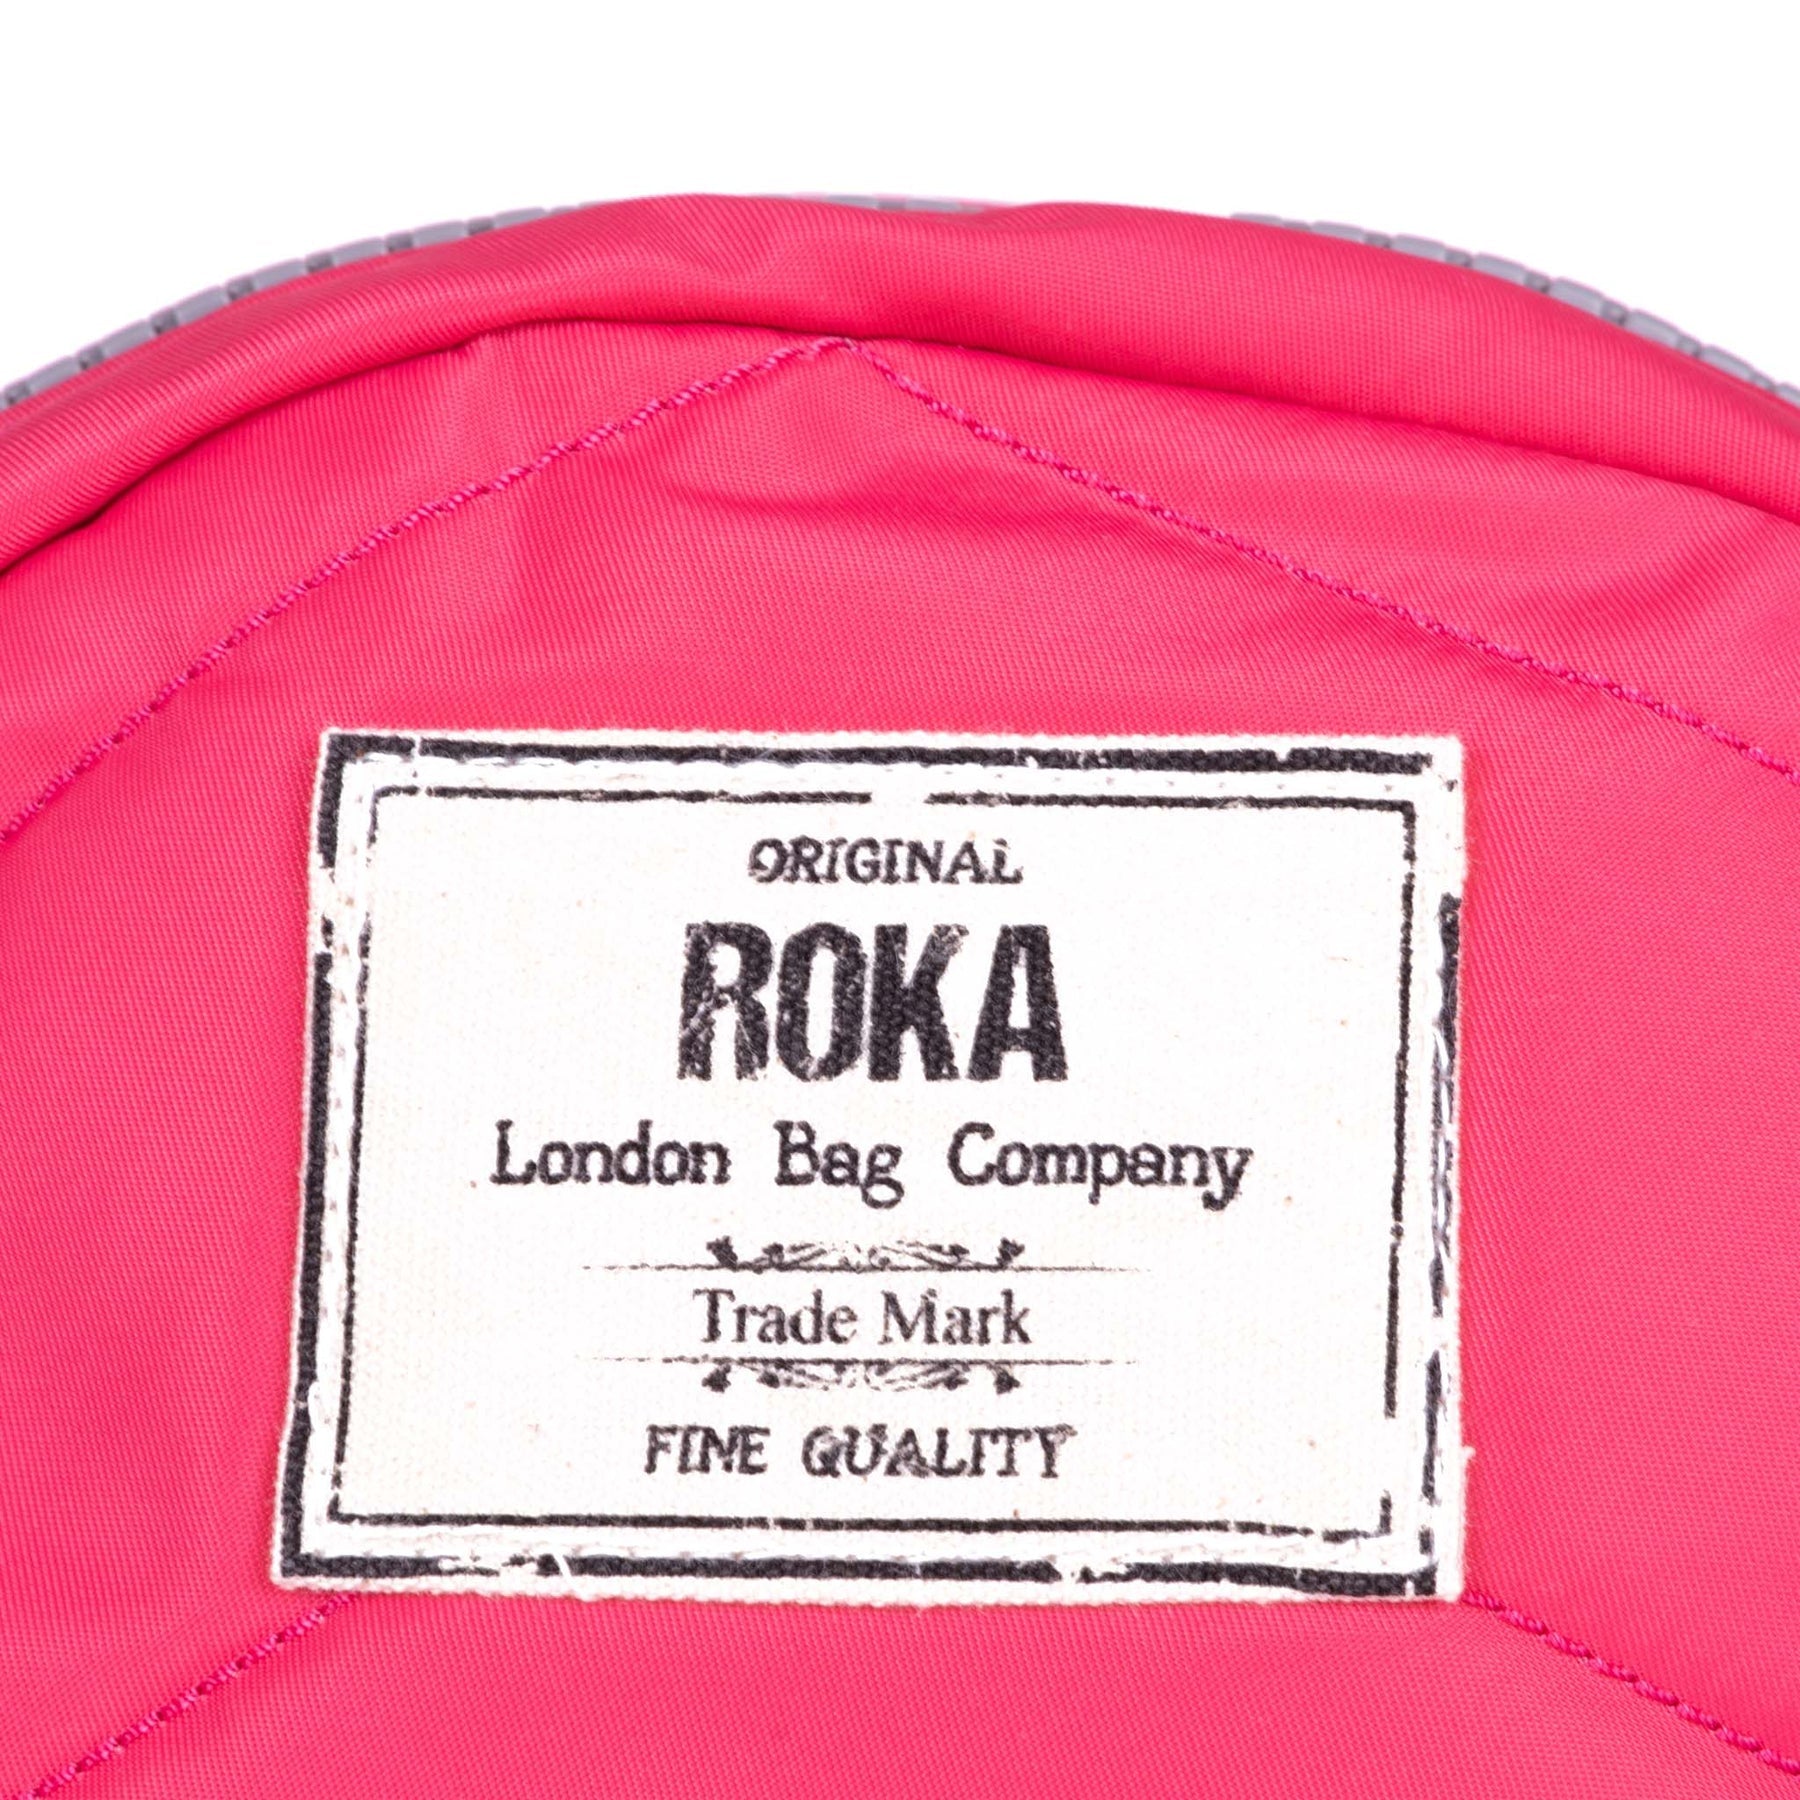 ORIGINAL
ROKA
London Bag Company
Trade Mark
FINE QUALITY